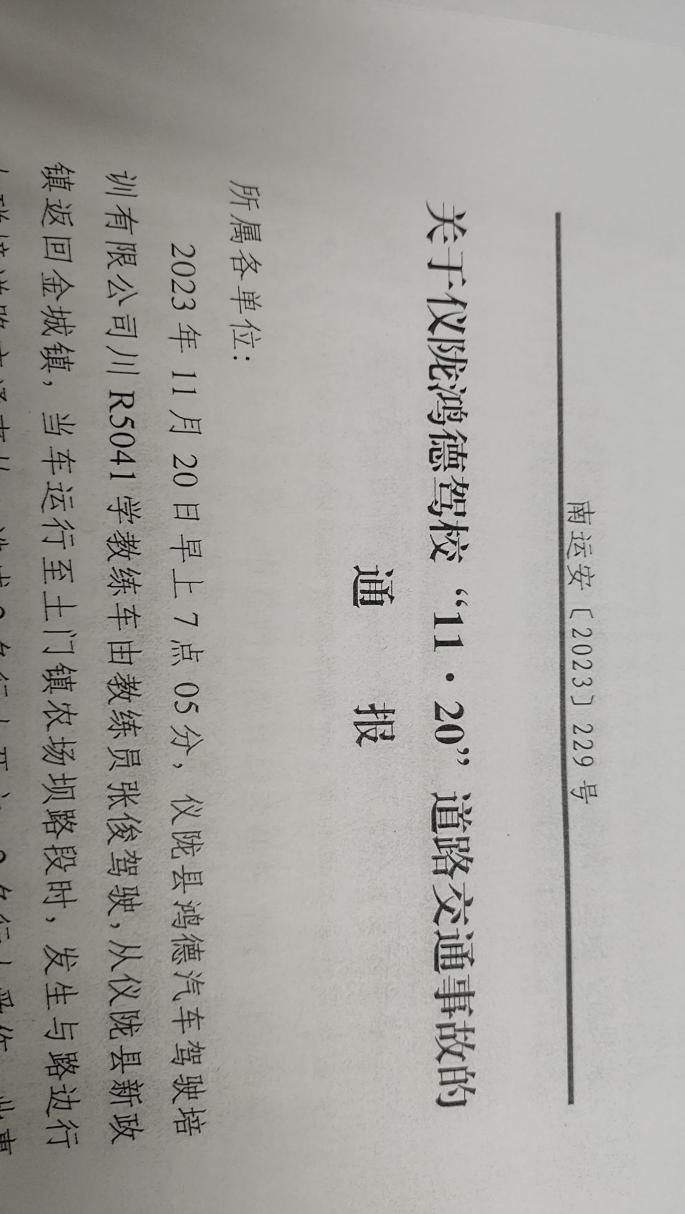 南运安〔2023〕229号
关于仪陇鸿德驾校“11·20”道路交通事故的
通 报
所属各单位：
2023年11月20日早上7点05分，仪陇县鸿德汽车驾驶培
训有限公司川R5041学教练车由教练员张俊驾驶，从仪陇县新政
镇返回金城镇，当车运行至土门镇农场坝路段时，发生与路边行